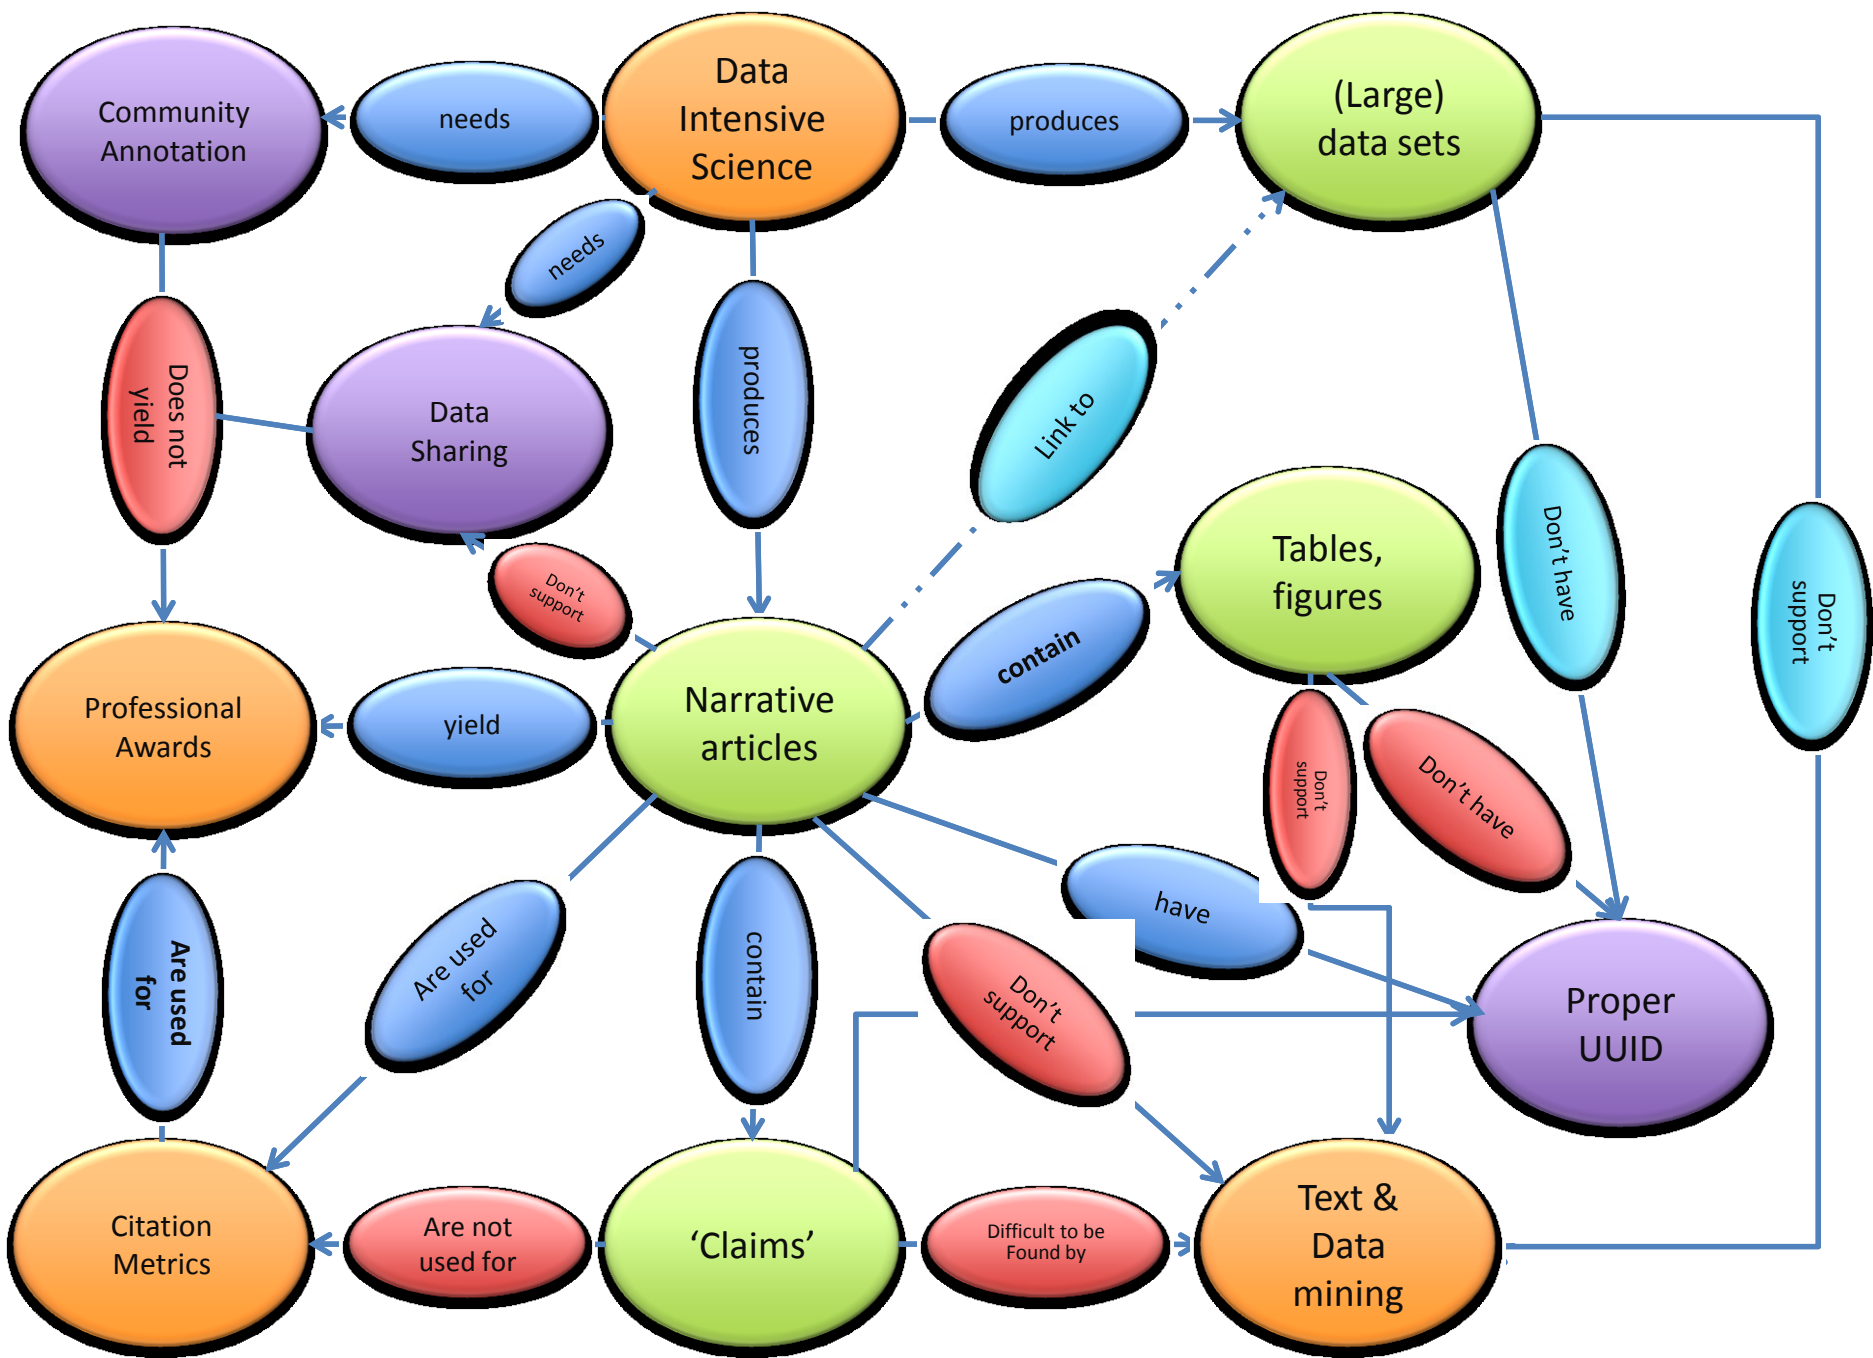 Community
Annotation
needs
Data
Intensive
Science
produces
(Large)
data sets
needs
Does not
yield
Data
Sharing
produces
Link to
Don't have
Don't
support
Tables,
figures
Don't
support
contain
Professional
Awards
yield
Narrative
articles
Don't
support
Don't have
Are used
for
Are used
for
contain
Don't
support
have
Proper
UUID
Citation
Metrics
Are not
used for
‘Claims’
Difficult to be
Found by
Text &
Data
mining